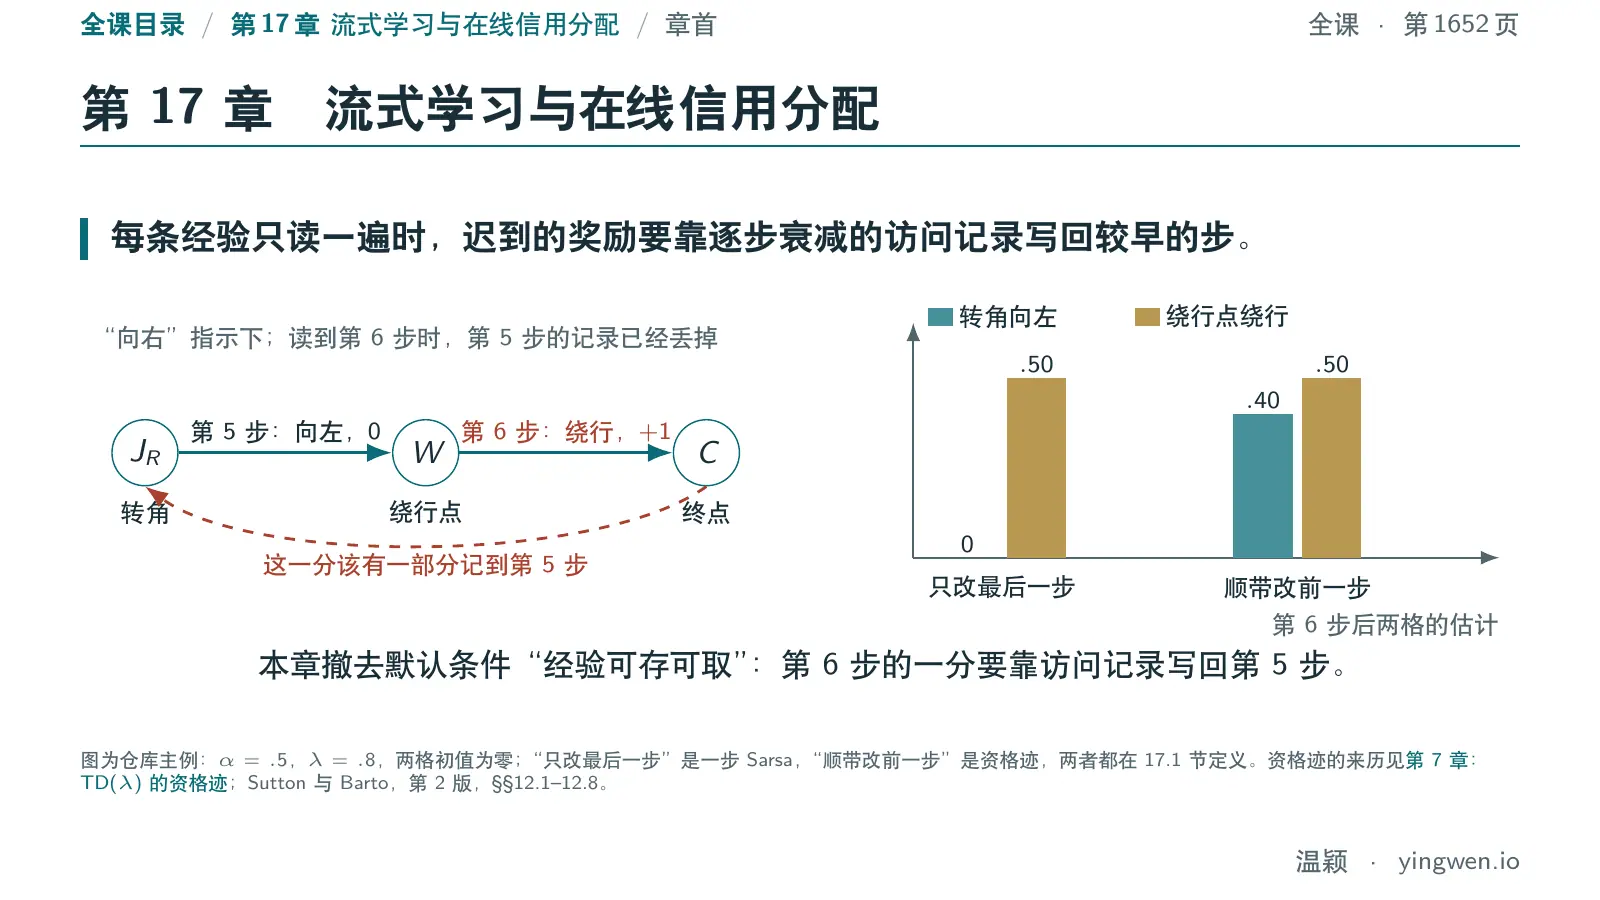 全课目录 / 第 17 章 流式学习与在线信用分配 / 章首
全课 · 第 1652 页
第 17 章 流式学习与在线信用分配
每条经验只读一遍时，迟到的奖励要靠逐步衰减的访问记录写回较早的步。
“向右”指示下；读到第 6 步时，第 5 步的记录已经丢掉
第 5 步：向左，0
第 6 步：绕行，+1
J_R
W
C
转角
绕行点
终点
这一分该有一部分记到第 5 步
转角向左
绕行点绕行
.50
.50
.40
0
只改最后一步
顺带改前一步
第 6 步后两格的估计
本章撤去默认条件“经验可存可取”：第 6 步的一分要靠访问记录写回第 5 步。
图为仓库主例：α = .5，λ = .8，两格初值为零；“只改最后一步”是一步 Sarsa，“顺带改前一步”是资格迹，两者都在 17.1 节定义。资格迹的来历见第 7 章：
TD(λ) 的资格迹；Sutton 与 Barto，第 2 版，§§12.1–12.8。
温颖 · yingwen.io